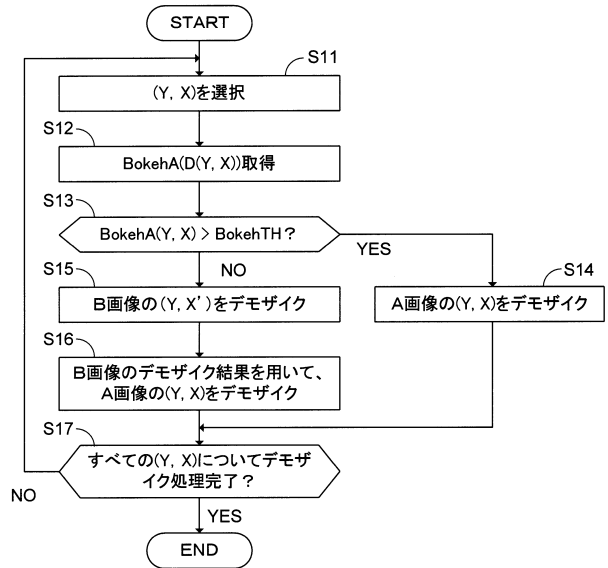 START
S11
(Y, X)を選択
S12
BokehA(D(Y, X))取得
S13
BokehA(Y, X) > BokehTH?
YES
NO
S14
A画像の(Y, X)をデモザイク
S15
B画像の(Y, X')をデモザイク
S16
B画像のデモザイク結果を用いて、
A画像の(Y, X)をデモザイク
S17
すべての(Y, X)についてデモザ
イク処理完了?
NO
YES
END